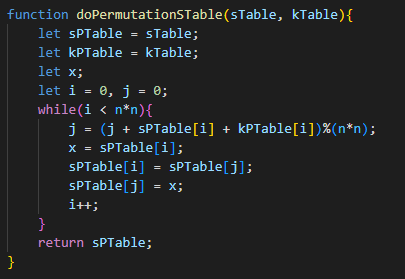 function doPermutationSTable(sTable, kTable){
    let sPTable = sTable;
    let kPTable = kTable;
    let x;
    let i = 0, j = 0;
    while(i < n*n){
        j = (j + sPTable[i] + kPTable[i])%(n*n);
        x = sPTable[i];
        sPTable[i] = sPTable[j];
        sPTable[j] = x;
        i++;
    }
    return sPTable;
}